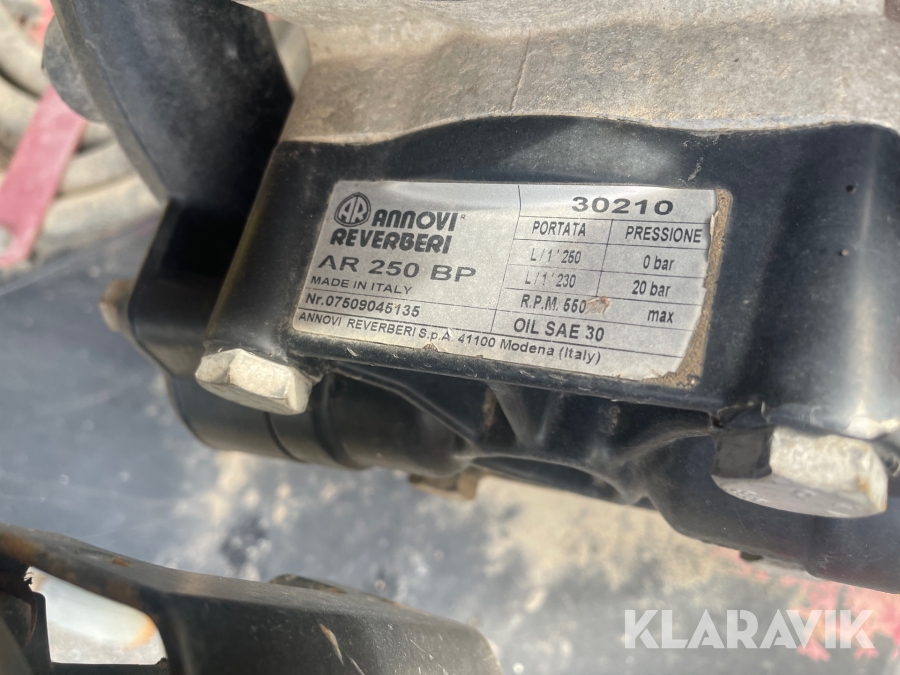 AR ANNOVI®
REVERBERI
AR 250 BP
MADE IN ITALY
Nr.07509045135
30210
PORTATA PRESSIONE
L/1' 250 0 bar
L/1' 230 20 bar
R.P.M. 550 max
OIL SAE 30
ANNOVI REVERBERI S.p.A. 41100 Modena (Italy)
KLARAVIK